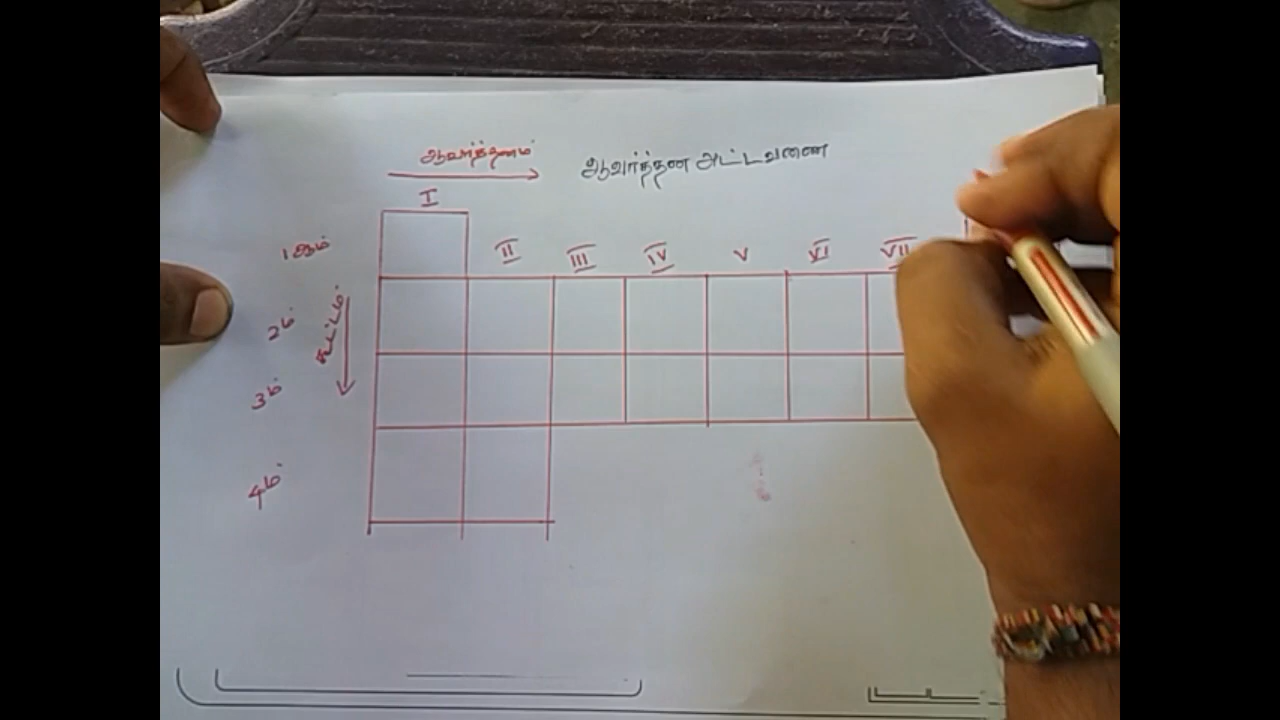 ஆவர்த்தனம்
ஆவர்த்தன அட்டவணை
I
1ஆம்
II III IV V VI VII
2ம்
கூட்டம்
3ம்
4ம்